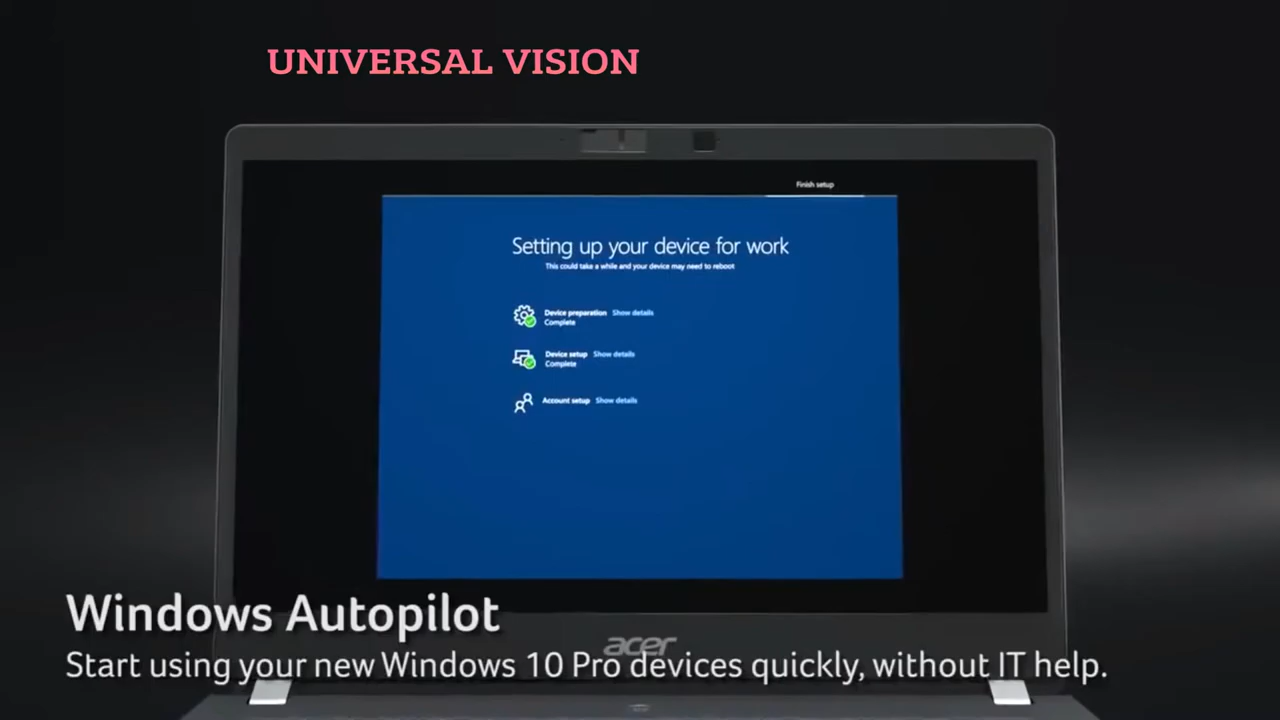 UNIVERSAL VISION
Finish setup
Setting up your device for work
This could take a while and your device may need to reboot
Device preparation Show details
Complete
Device setup Show details
Complete
Account setup Show details
Windows Autopilot
acer
Start using your new Windows 10 Pro devices quickly, without IT help.